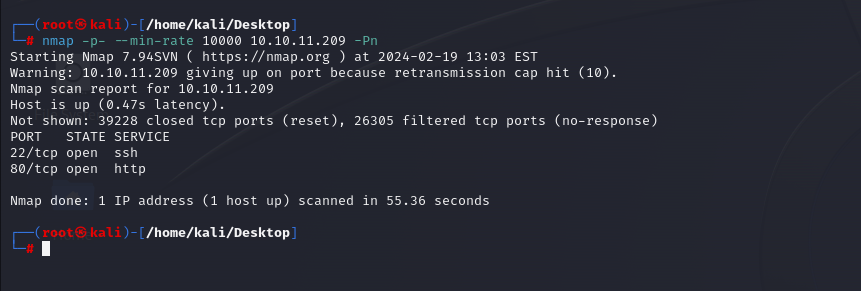 ┌──(root㉿kali)-[/home/kali/Desktop]
└─# nmap -p- --min-rate 10000 10.10.11.209 -Pn
Starting Nmap 7.94SVN ( https://nmap.org ) at 2024-02-19 13:03 EST
Warning: 10.10.11.209 giving up on port because retransmission cap hit (10).
Nmap scan report for 10.10.11.209
Host is up (0.47s latency).
Not shown: 39228 closed tcp ports (reset), 26305 filtered tcp ports (no-response)
PORT   STATE SERVICE
22/tcp open  ssh
80/tcp open  http
Nmap done: 1 IP address (1 host up) scanned in 55.36 seconds
┌──(root㉿kali)-[/home/kali/Desktop]
└─#